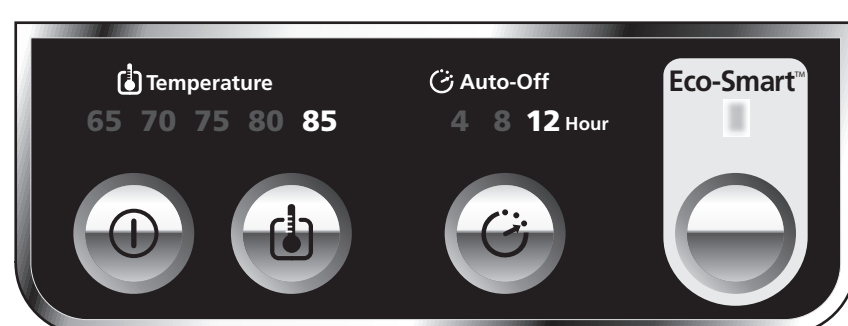 Temperature
65 70 75 80 85
Auto-Off
4 8 12 Hour
Eco-Smart™